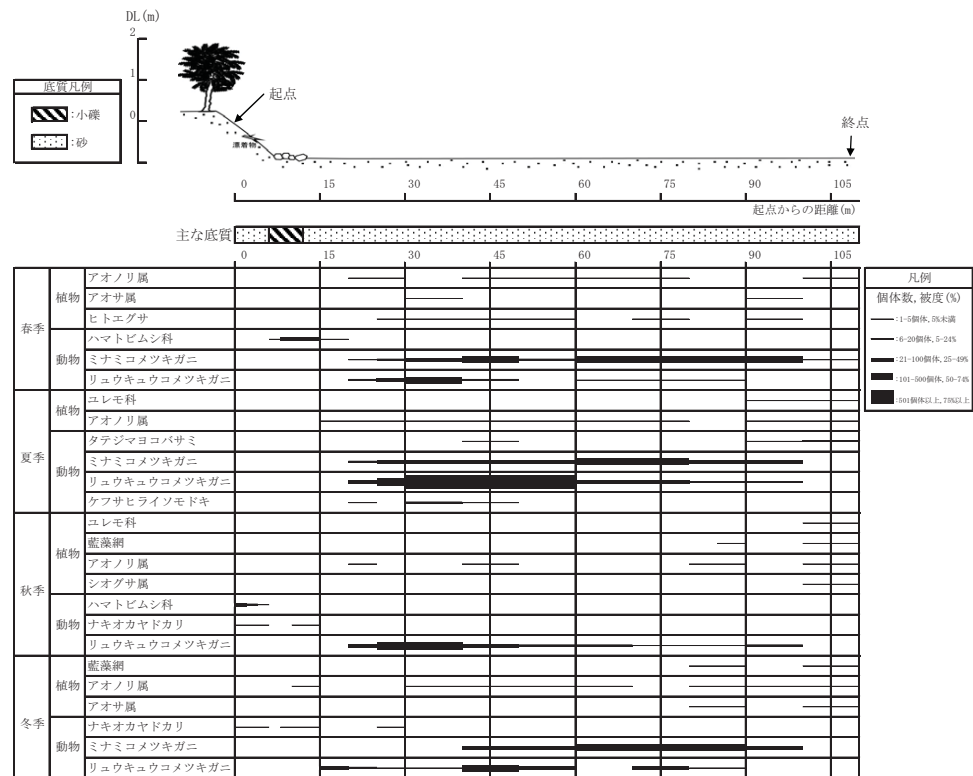 DL(m)
2
1
0
底質凡例
:小礫
:砂
起点
漂着物
終点
0 15 30 45 60 75 90 105
起点からの距離(m)
主な底質
0 15 30 45 60 75 90 105
春季
植物
アオノリ属
アオサ属
ヒトエグサ
動物
ハマトビムシ科
ミナミコメツキガニ
リュウキュウコメツキガニ
夏季
植物
ユレモ科
アオノリ属
動物
タテジマヨコバサミ
ミナミコメツキガニ
リュウキュウコメツキガニ
ケフサヒライソモドキ
秋季
植物
ユレモ科
藍藻網
アオノリ属
シオグサ属
動物
ハマトビムシ科
ナキオカヤドカリ
リュウキュウコメツキガニ
冬季
植物
藍藻網
アオノリ属
アオサ属
動物
ナキオカヤドカリ
ミナミコメツキガニ
リュウキュウコメツキガニ
凡例
個体数,被度(%)
:1-5個体,5%未満
:6-20個体,5-24%
:21-100個体,25-49%
:101-500個体,50-74%
:501個体以上,75%以上